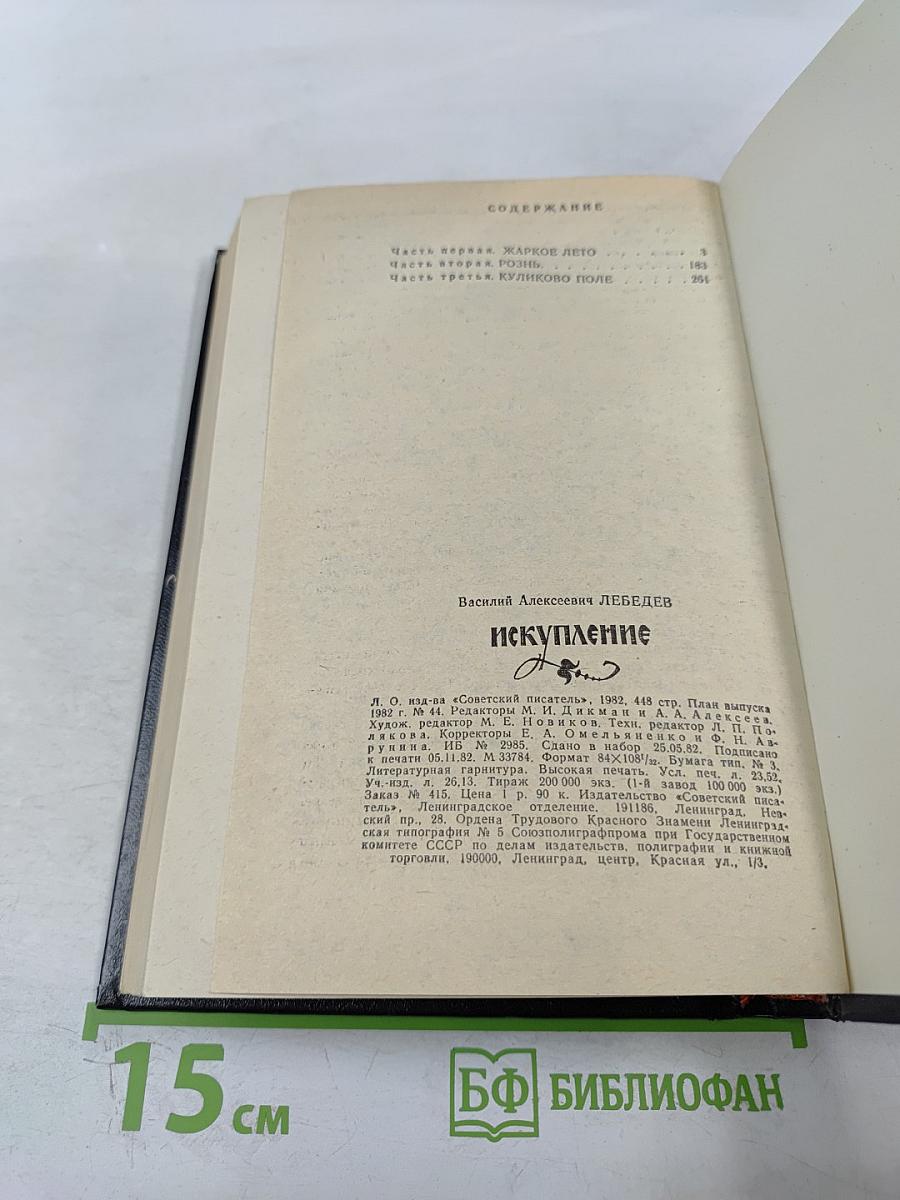 СОДЕРЖАНИЕ
Часть первая. ЖАРКОЕ ЛЕТО . . . . . . 3
Часть вторая. РОЗНЬ. . . . . . . . . . 183
Часть третья. КУЛИКОВО ПОЛЕ . . . . . 264
Василий Алексеевич ЛЕБЕДЕВ
ИСКУПЛЕНИЕ
Л. О. изд-ва «Советский писатель», 1982, 448 стр. План выпуска
1982 г. № 44. Редакторы М. И. Дикман и А. А. Алексеев.
Худож. редактор М. Е. Новиков. Техн. редактор Л. П. По-
лякова. Корректоры Е. А. Омельяненко и Ф. Н. Ав-
рунина. ИБ № 2985. Сдано в набор 25.05.82. Подписано
к печати 05.11.82. М 33784. Формат 84×108¹/₃₂. Бумага тип. № 3.
Литературная гарнитура. Высокая печать. Усл. печ. л. 23,52.
Уч.-изд. л. 26,13. Тираж 200 000 экз. (1-й завод 100 000 экз.)
Заказ № 415. Цена 1 р. 90 к. Издательство «Советский писа-
тель», Ленинградское отделение. 191186, Ленинград, Нев-
ский пр., 28. Ордена Трудового Красного Знамени Ленинград-
ская типография № 5 Союзполиграфпрома при Государственном
комитете СССР по делам издательств, полиграфии и книжной
торговли, 190000, Ленинград, центр, Красная ул., 1/3.
15 см
БФ БИБЛИОФАН